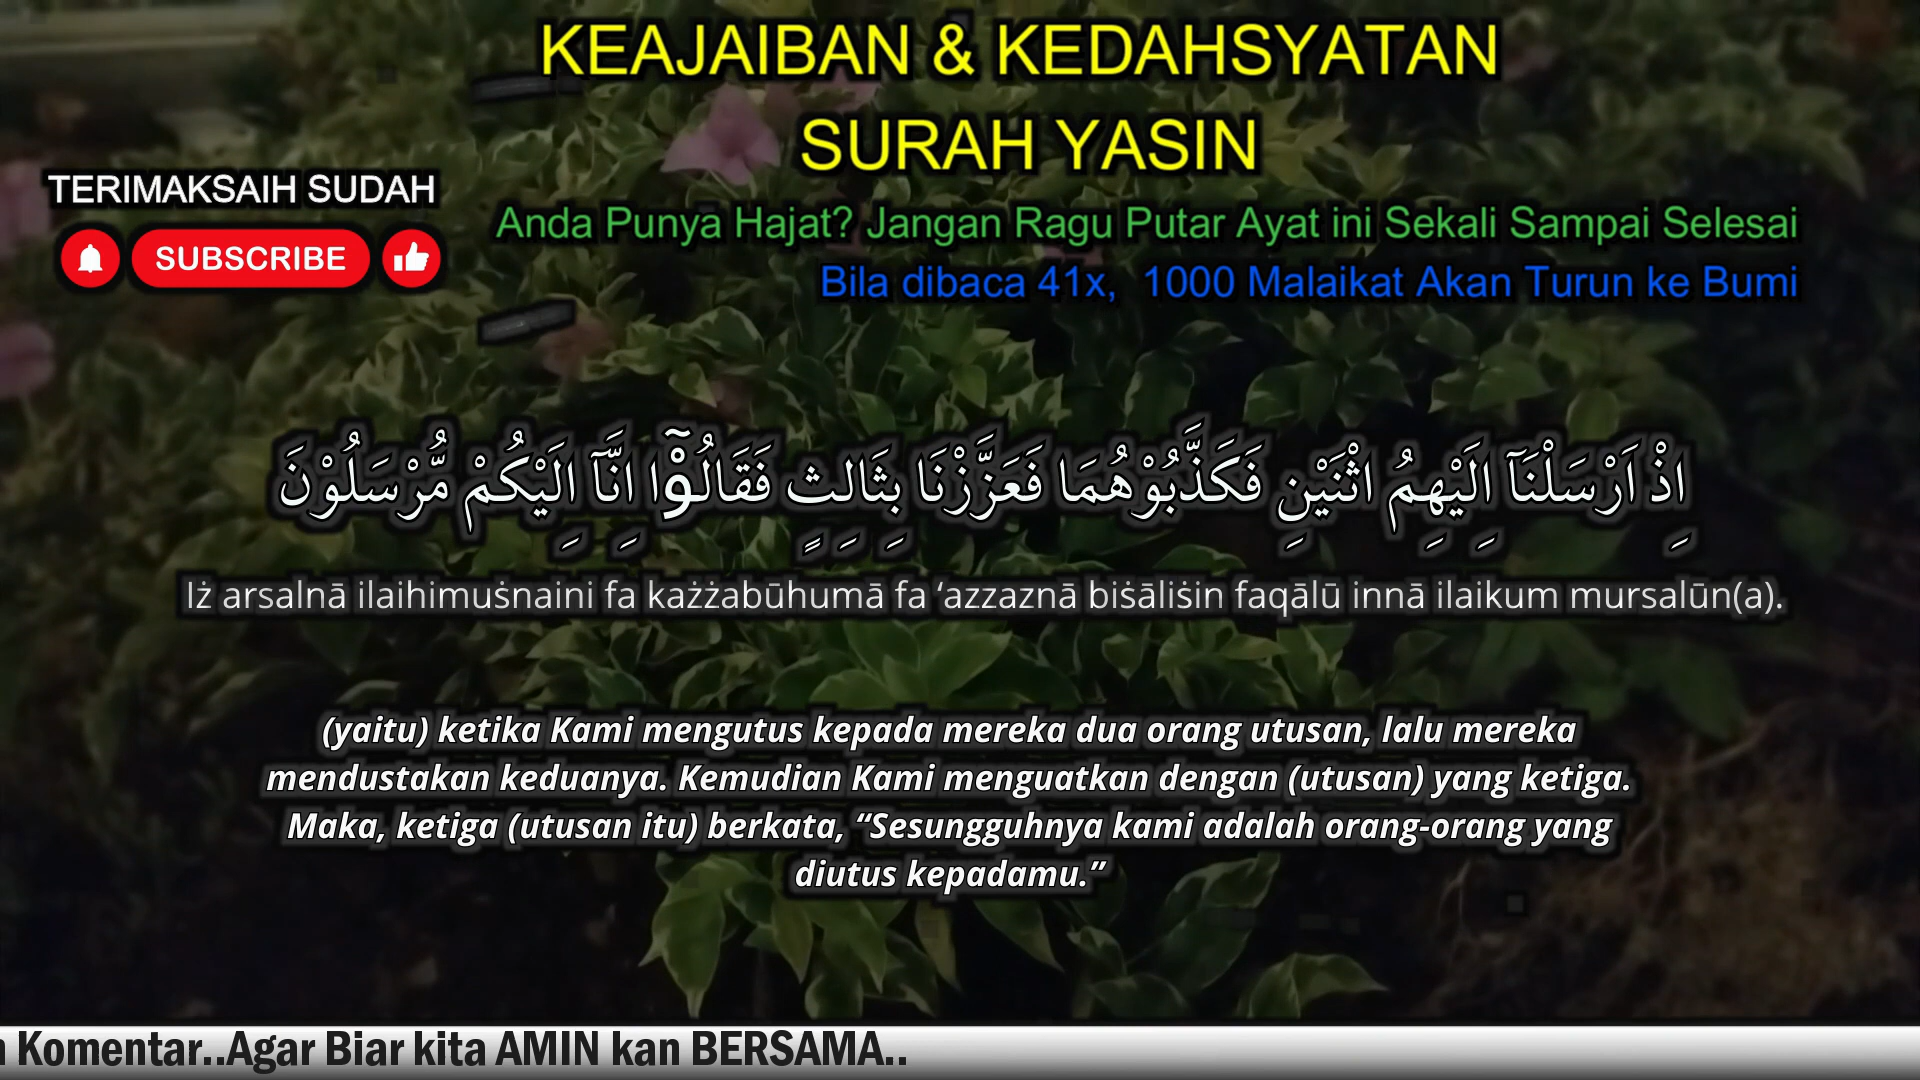 KEAJAIBAN & KEDAHSYATAN
SURAH YASIN
TERIMAKSAIH SUDAH
SUBSCRIBE
Anda Punya Hajat? Jangan Ragu Putar Ayat ini Sekali Sampai Selesai
Bila dibaca 41x, 1000 Malaikat Akan Turun ke Bumi
اِذْ اَرْسَلْنَآ اِلَيْهِمُ اثْنَيْنِ فَكَذَّبُوْهُمَا فَعَزَّزْنَا بِثَالِثٍ فَقَالُوْٓا اِنَّآ اِلَيْكُمْ مُّرْسَلُوْنَ
Iż arsalnā ilaihimuṡnaini fa każżabūhumā fa ‘azzaznā biṡāliṡin faqālū innā ilaikum mursalūn(a).
(yaitu) ketika Kami mengutus kepada mereka dua orang utusan, lalu mereka
mendustakan keduanya. Kemudian Kami menguatkan dengan (utusan) yang ketiga.
Maka, ketiga (utusan itu) berkata, “Sesungguhnya kami adalah orang-orang yang
diutus kepadamu.”
Komentar..Agar Biar kita AMIN kan BERSAMA..